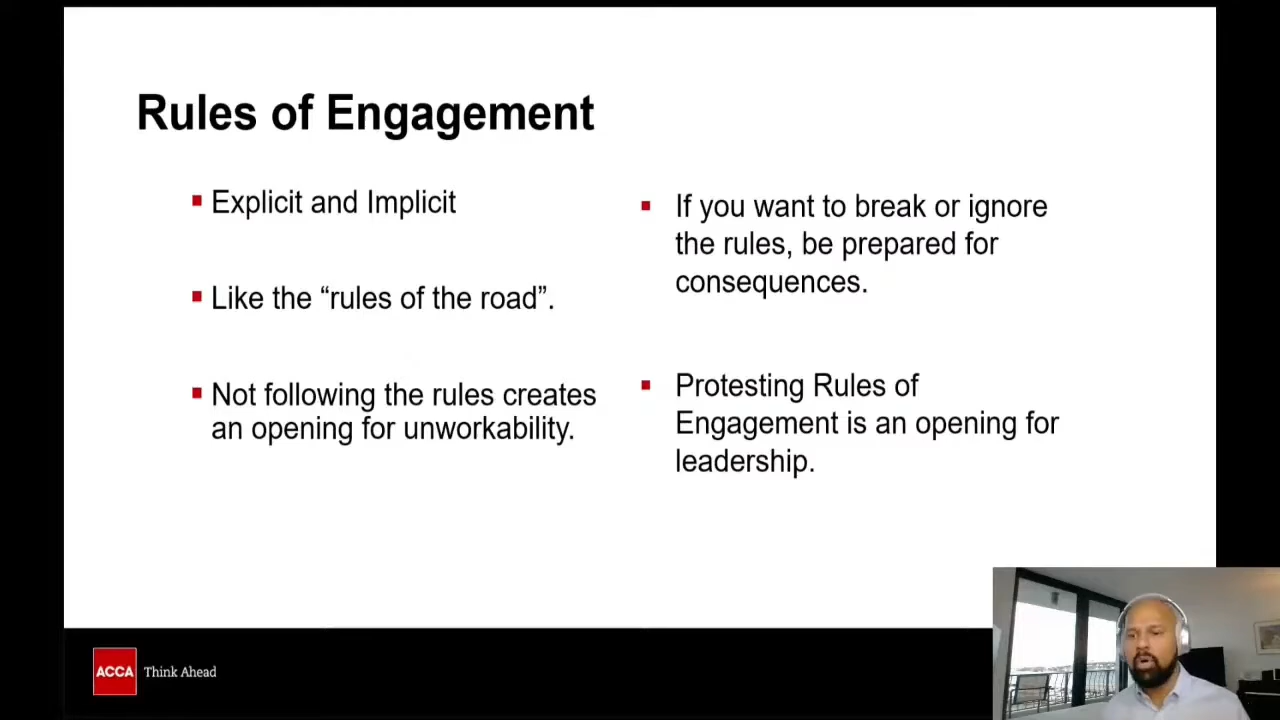 Rules of Engagement
▪ Explicit and Implicit
▪ Like the “rules of the road”.
▪ Not following the rules creates
an opening for unworkability.
▪ If you want to break or ignore
the rules, be prepared for
consequences.
▪ Protesting Rules of
Engagement is an opening for
leadership.
ACCA Think Ahead